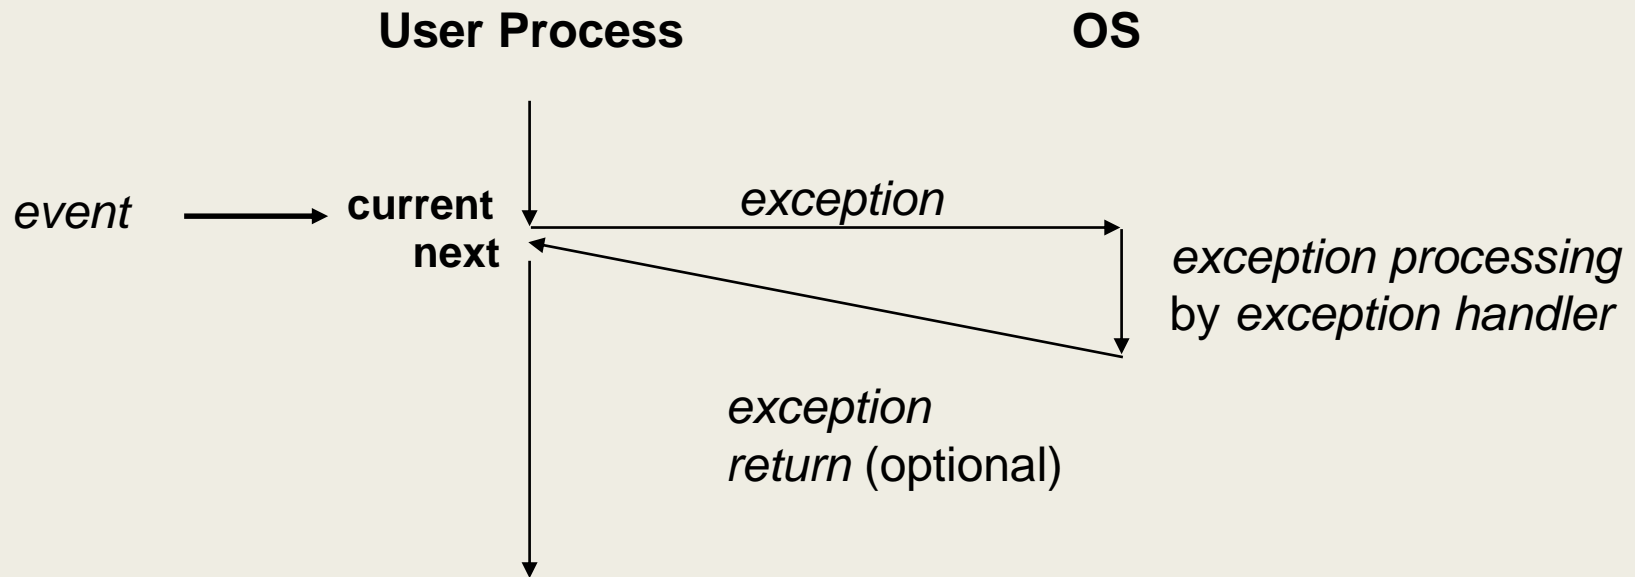 User Process
OS
event
current
exception
next
exception processing
by exception handler
exception
return (optional)